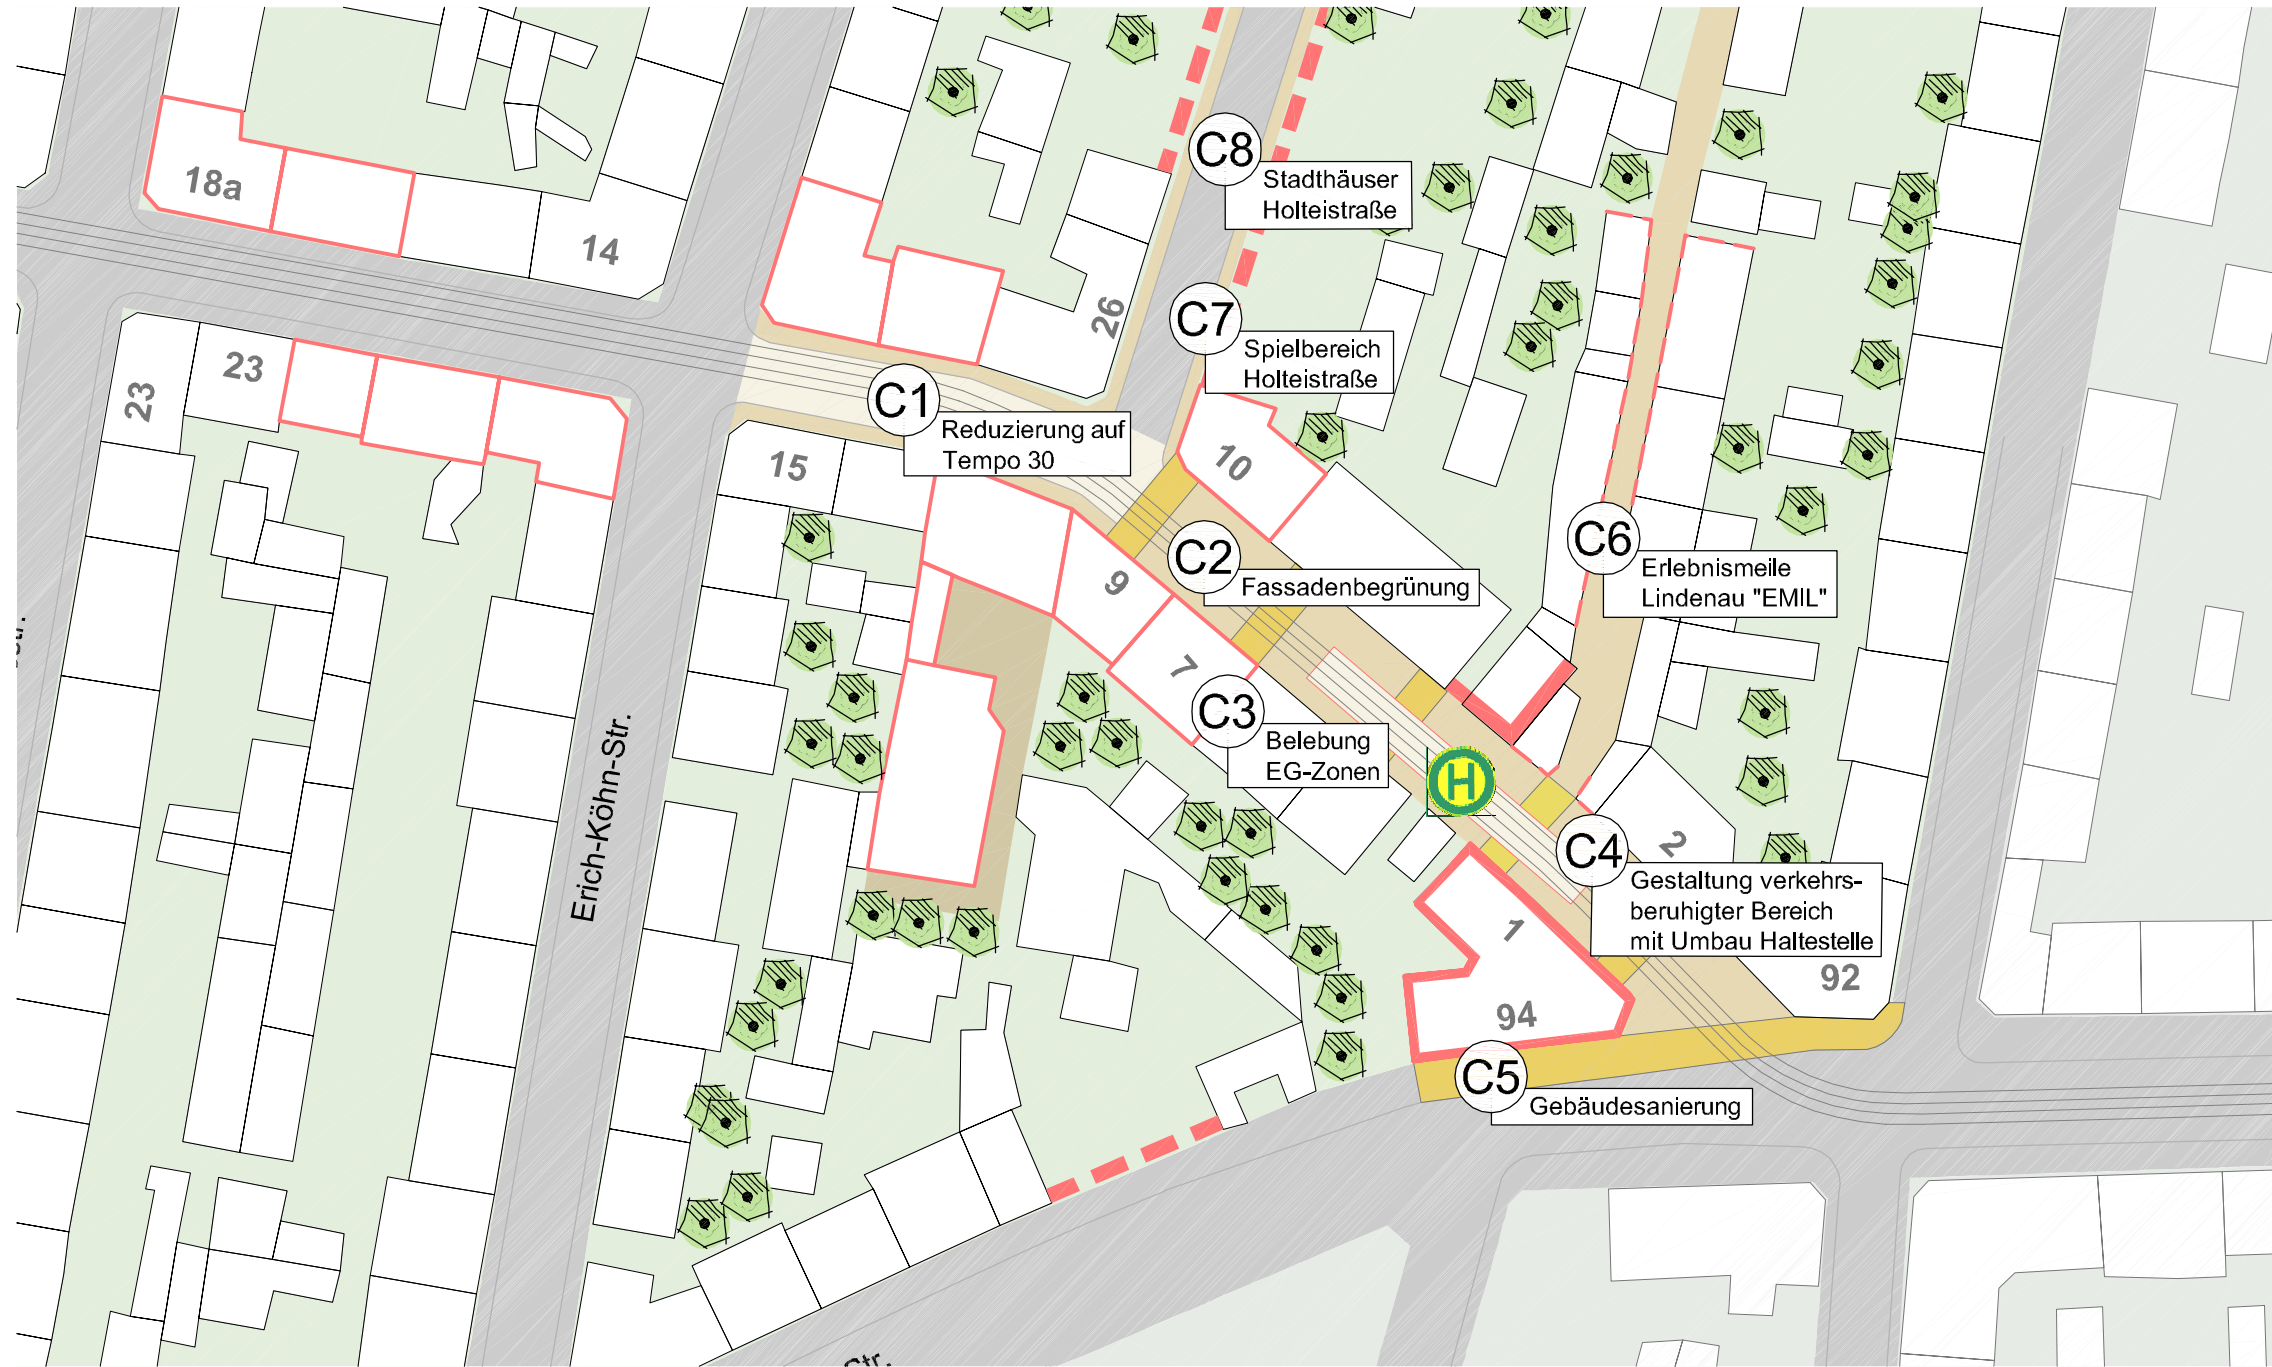 C8
Stadthäuser
Holteistraße
18a
14
26
C7
Spielbereich
Holteistraße
23
23
C1
Reduzierung auf
Tempo 30
15
10
C2
Fassadenbegrünung
9
7
C6
Erlebnismeile
Lindenau "EMIL"
C3
Belebung
EG-Zonen
H
Erich-Köhn-Str.
C4
Gestaltung verkehrs-
beruhigter Bereich
mit Umbau Haltestelle
2
1
92
94
C5
Gebäudesanierung
Str.